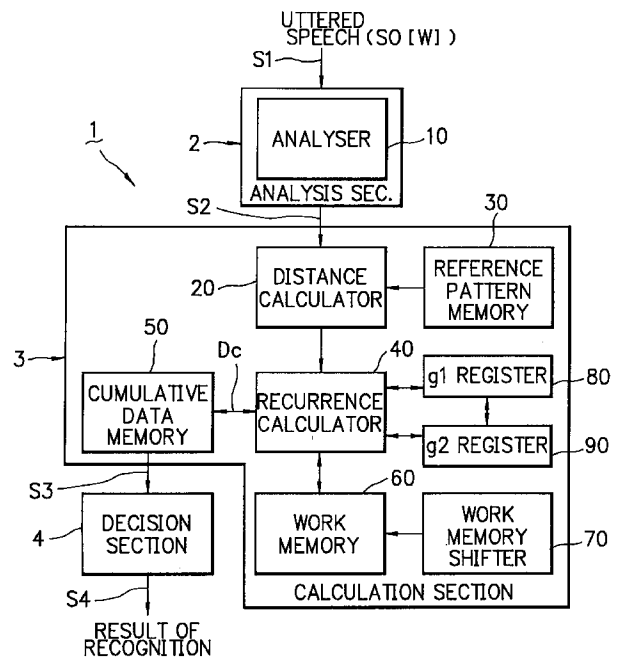 UTTERED
SPEECH (SO [W] )
S1
1
2
ANALYSER
10
ANALYSIS SEC.
S2
30
20
DISTANCE
CALCULATOR
REFERENCE
PATTERN
MEMORY
50
Dc
40
3
CUMULATIVE
DATA
MEMORY
RECURRENCE
CALCULATOR
g1 REGISTER
80
g2 REGISTER
90
S3
60
4
DECISION
SECTION
WORK
MEMORY
WORK
MEMORY
SHIFTER
70
S4
CALCULATION SECTION
RESULT OF
RECOGNITION